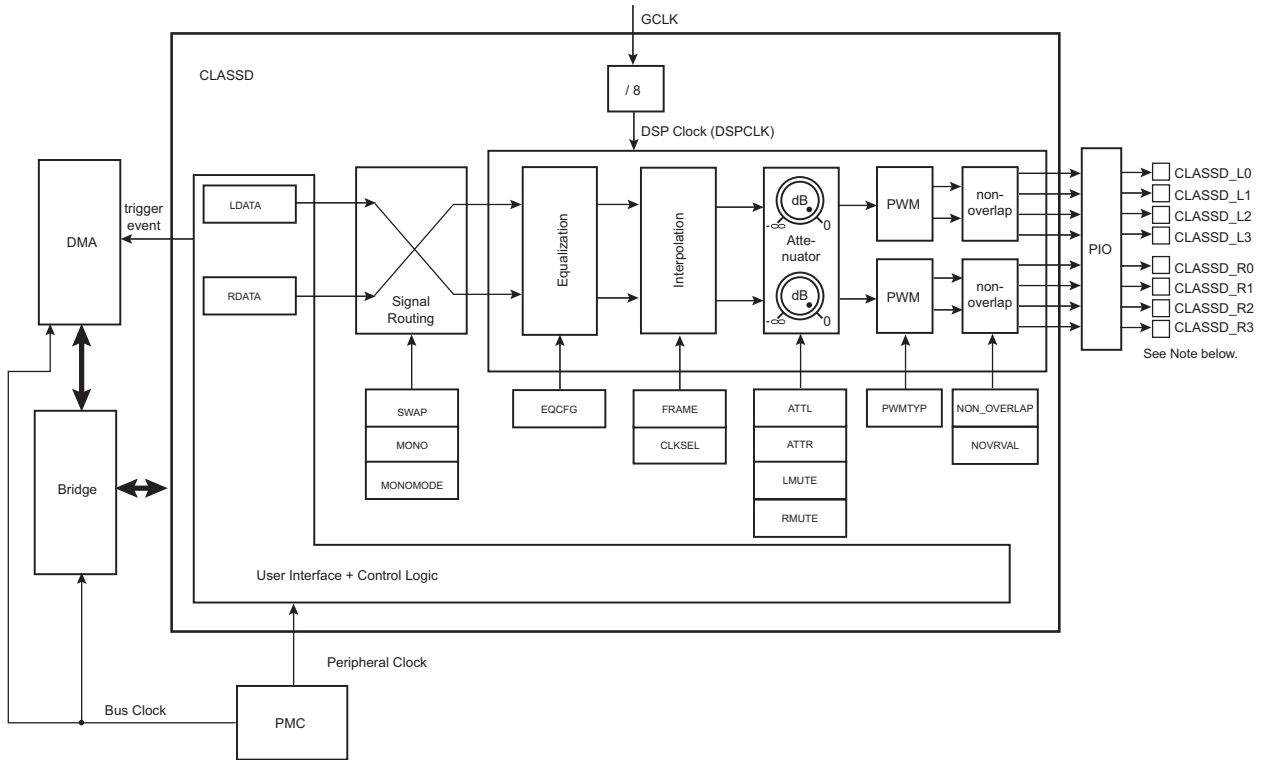 GCLK
CLASSD
/ 8
DSP Clock (DSPCLK)
DMA
trigger
event
LDATA
RDATA
Signal
Routing
Equalization
Interpolation
dB
-∞
0
Atte-
nuator
dB
-∞
0
PWM
PWM
non-
overlap
non-
overlap
PIO
CLASSD_L0
CLASSD_L1
CLASSD_L2
CLASSD_L3
CLASSD_R0
CLASSD_R1
CLASSD_R2
CLASSD_R3
See Note below.
SWAP
MONO
MONOMODE
EQCFG
FRAME
CLKSEL
ATTL
ATTR
LMUTE
RMUTE
PWMTYP
NON_OVERLAP
NOVRVAL
Bridge
User Interface + Control Logic
Peripheral Clock
Bus Clock
PMC